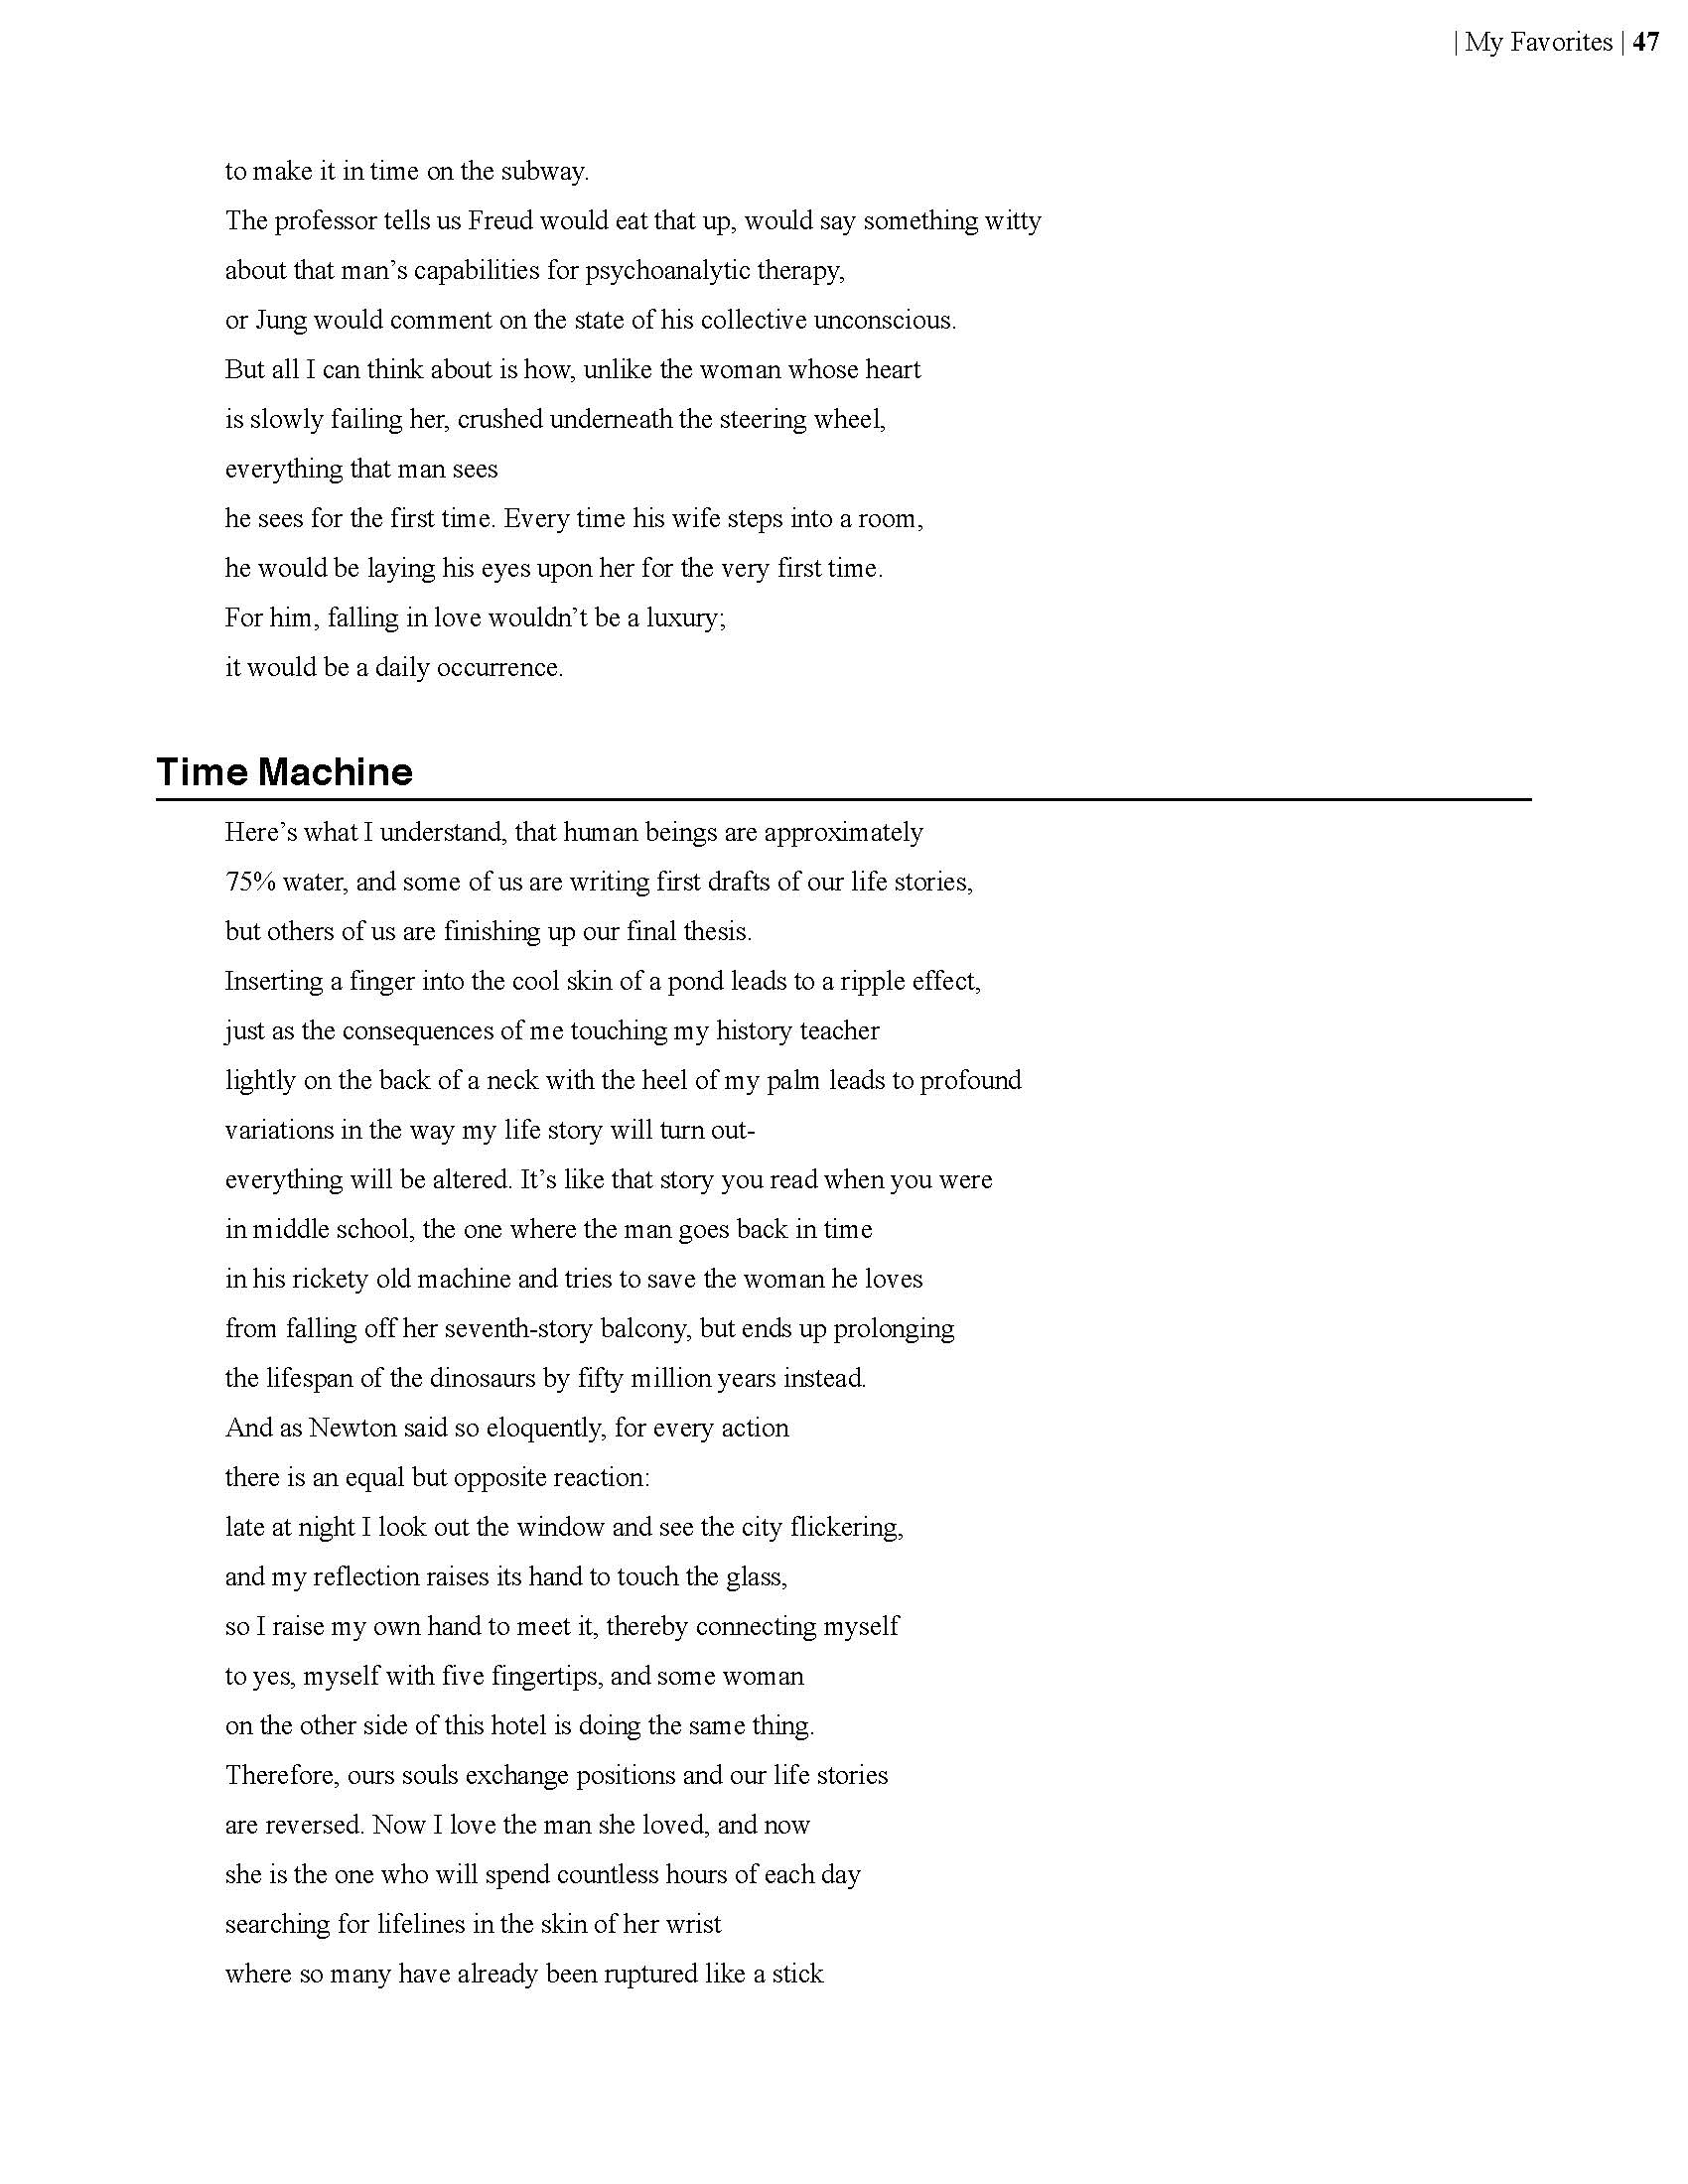 | My Favorites | 47
to make it in time on the subway.
The professor tells us Freud would eat that up, would say something witty
about that man’s capabilities for psychoanalytic therapy,
or Jung would comment on the state of his collective unconscious.
But all I can think about is how, unlike the woman whose heart
is slowly failing her, crushed underneath the steering wheel,
everything that man sees
he sees for the first time. Every time his wife steps into a room,
he would be laying his eyes upon her for the very first time.
For him, falling in love wouldn’t be a luxury;
it would be a daily occurrence.
Time Machine
Here’s what I understand, that human beings are approximately
75% water, and some of us are writing first drafts of our life stories,
but others of us are finishing up our final thesis.
Inserting a finger into the cool skin of a pond leads to a ripple effect,
just as the consequences of me touching my history teacher
lightly on the back of a neck with the heel of my palm leads to profound
variations in the way my life story will turn out-
everything will be altered. It’s like that story you read when you were
in middle school, the one where the man goes back in time
in his rickety old machine and tries to save the woman he loves
from falling off her seventh-story balcony, but ends up prolonging
the lifespan of the dinosaurs by fifty million years instead.
And as Newton said so eloquently, for every action
there is an equal but opposite reaction:
late at night I look out the window and see the city flickering,
and my reflection raises its hand to touch the glass,
so I raise my own hand to meet it, thereby connecting myself
to yes, myself with five fingertips, and some woman
on the other side of this hotel is doing the same thing.
Therefore, ours souls exchange positions and our life stories
are reversed. Now I love the man she loved, and now
she is the one who will spend countless hours of each day
searching for lifelines in the skin of her wrist
where so many have already been ruptured like a stick